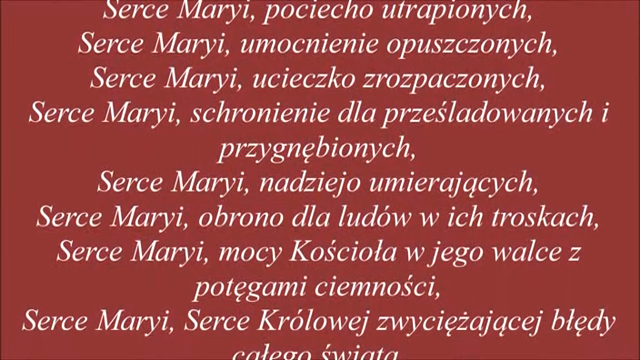 Serce Maryi, pociecho utrapionych,
Serce Maryi, umocnienie opuszczonych,
Serce Maryi, ucieczko zrozpaczonych,
Serce Maryi, schronienie dla prześladowanych i
przygnębionych,
Serce Maryi, nadziejo umierających,
Serce Maryi, obrono dla ludów w ich troskach,
Serce Maryi, mocy Kościoła w jego walce z
potęgami ciemności,
Serce Maryi, Serce Królowej zwyciężającej błędy
całego świata